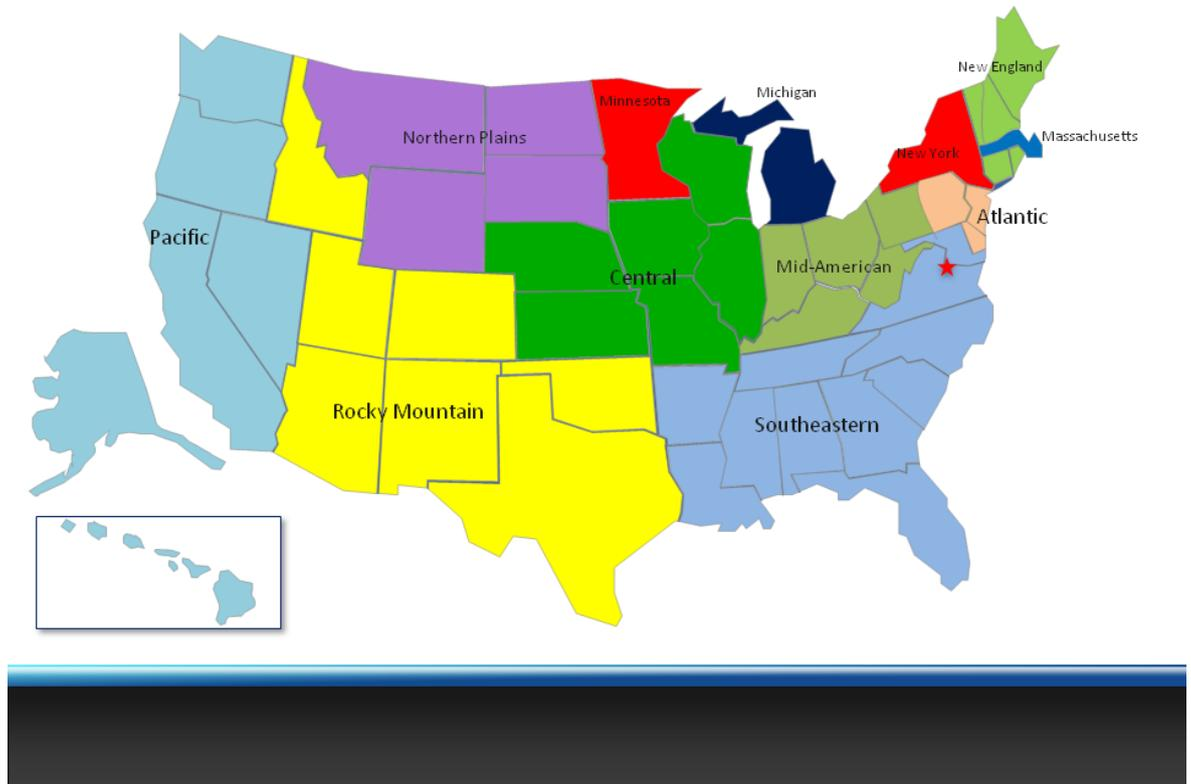 New England
Michigan
Minnesota
Massachusetts
Northern Plains
New York
Atlantic
Pacific
Mid-American
Central
Rocky Mountain
Southeastern